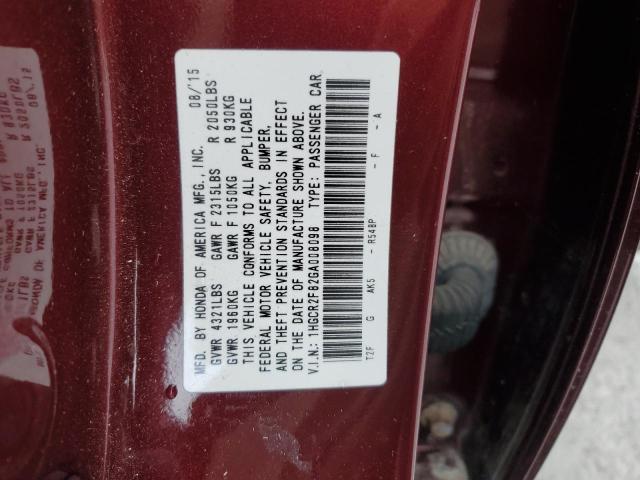 MFD. BY HONDA OF AMERICA MFG., INC. 08/15
GVWR 4321LBS GAWR F 2315LBS R 2050LBS
GVWR 1960KG GAWR F 1050KG R 930KG
THIS VEHICLE CONFORMS TO ALL APPLICABLE
FEDERAL MOTOR VEHICLE SAFETY, BUMPER,
AND THEFT PREVENTION STANDARDS IN EFFECT
ON THE DATE OF MANUFACTURE SHOWN ABOVE.
V.I.N.: 1HGCR2F82GA008098 TYPE: PASSENGER CAR
T2F G AK5 - R548P - F - A